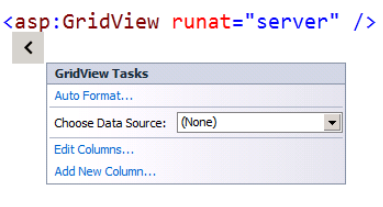 <asp:GridView runat="server" />
GridView Tasks
Auto Format...
Choose Data Source: (None)
Edit Columns...
Add New Column...